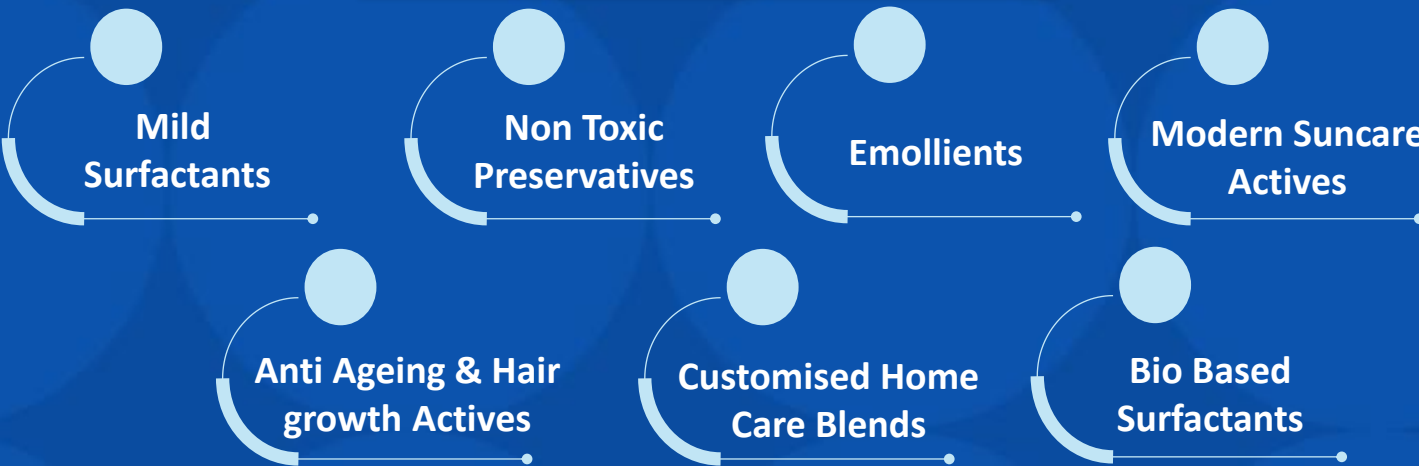 Mild
Surfactants
Non Toxic
Preservatives
Emollients
Modern Suncare
Actives
Anti Ageing & Hair
growth Actives
Customised Home
Care Blends
Bio Based
Surfactants